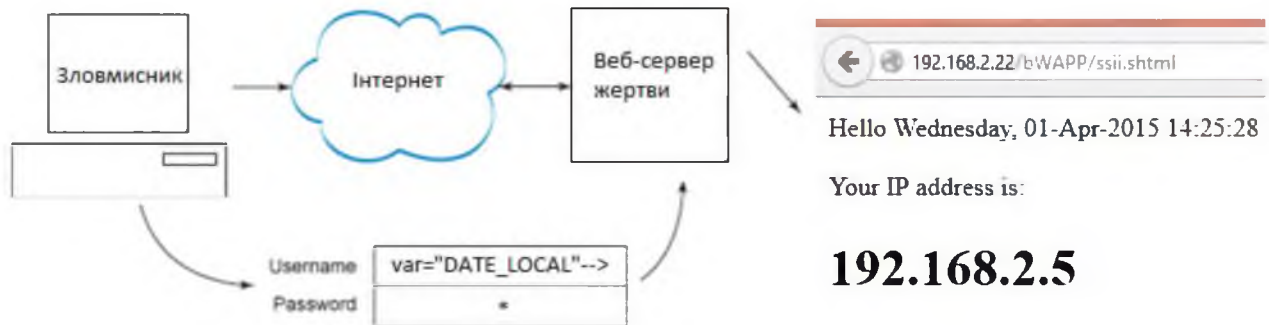 Зловмисник
Інтернет
Веб-сервер
жертви
Username
var="DATE_LOCAL"-->
Password
*
192.168.2.22/bWAPP/ssii.shtml
Hello Wednesday, 01-Apr-2015 14:25:28
Your IP address is:
192.168.2.5